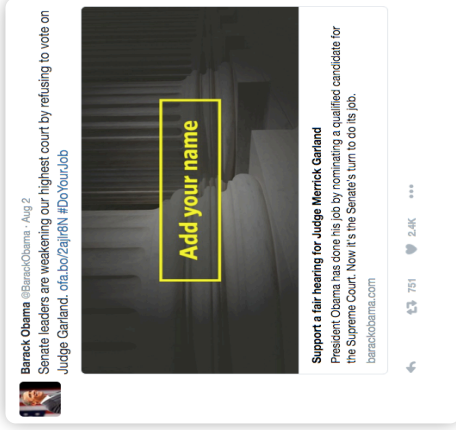 Barack Obama @BarackObama · Aug 2
Senate leaders are weakening our highest court by refusing to vote on
Judge Garland. ofa.bo/2ajlr8N #DoYourJob
Add your name
Support a fair hearing for Judge Merrick Garland
President Obama has done his job by nominating a qualified candidate for
the Supreme Court. Now it's the Senate's turn to do its job.
barackobama.com
751 2.4K